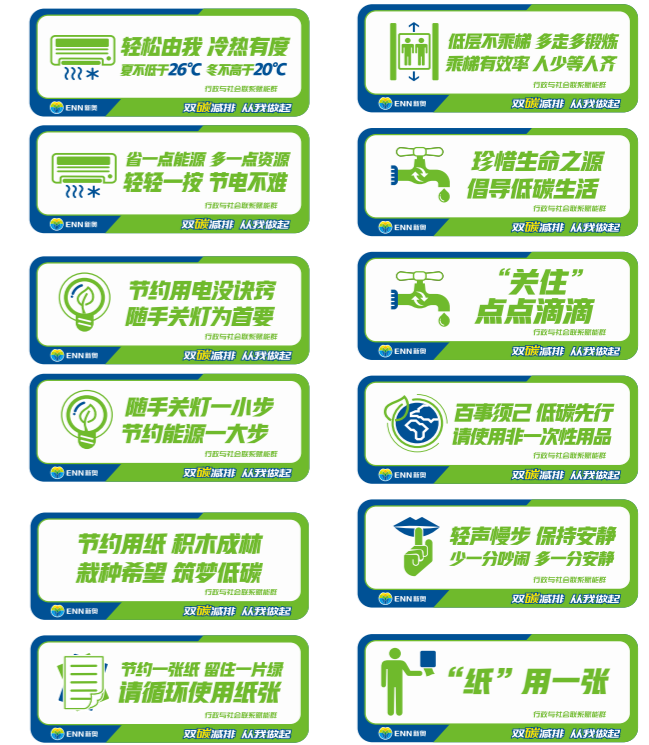 轻松由我 冷热有度
夏不低于26℃ 冬不高于20℃
行政与社会联系赋能群
ENN新奥
双碳减排 从我做起
低层不乘梯 多走多锻炼
乘梯有效率 人少等人齐
行政与社会联系赋能群
ENN新奥
双碳减排 从我做起
省一点能源 多一点资源
轻轻一按 节电不难
行政与社会联系赋能群
ENN新奥
双碳减排 从我做起
珍惜生命之源
倡导低碳生活
行政与社会联系赋能群
ENN新奥
双碳减排 从我做起
节约用电没诀窍
随手关灯为首要
行政与社会联系赋能群
ENN新奥
双碳减排 从我做起
“关住”
点点滴滴
行政与社会联系赋能群
ENN新奥
双碳减排 从我做起
随手关灯一小步
节约能源一大步
行政与社会联系赋能群
ENN新奥
双碳减排 从我做起
百事须己 低碳先行
请使用非一次性用品
行政与社会联系赋能群
ENN新奥
双碳减排 从我做起
节约用纸 积木成林
栽种希望 筑梦低碳
行政与社会联系赋能群
ENN新奥
双碳减排 从我做起
轻声慢步 保持安静
少一分吵闹 多一分安静
行政与社会联系赋能群
ENN新奥
双碳减排 从我做起
节约一张纸 留住一片绿
请循环使用纸张
行政与社会联系赋能群
ENN新奥
双碳减排 从我做起
“纸”用一张
行政与社会联系赋能群
ENN新奥
双碳减排 从我做起